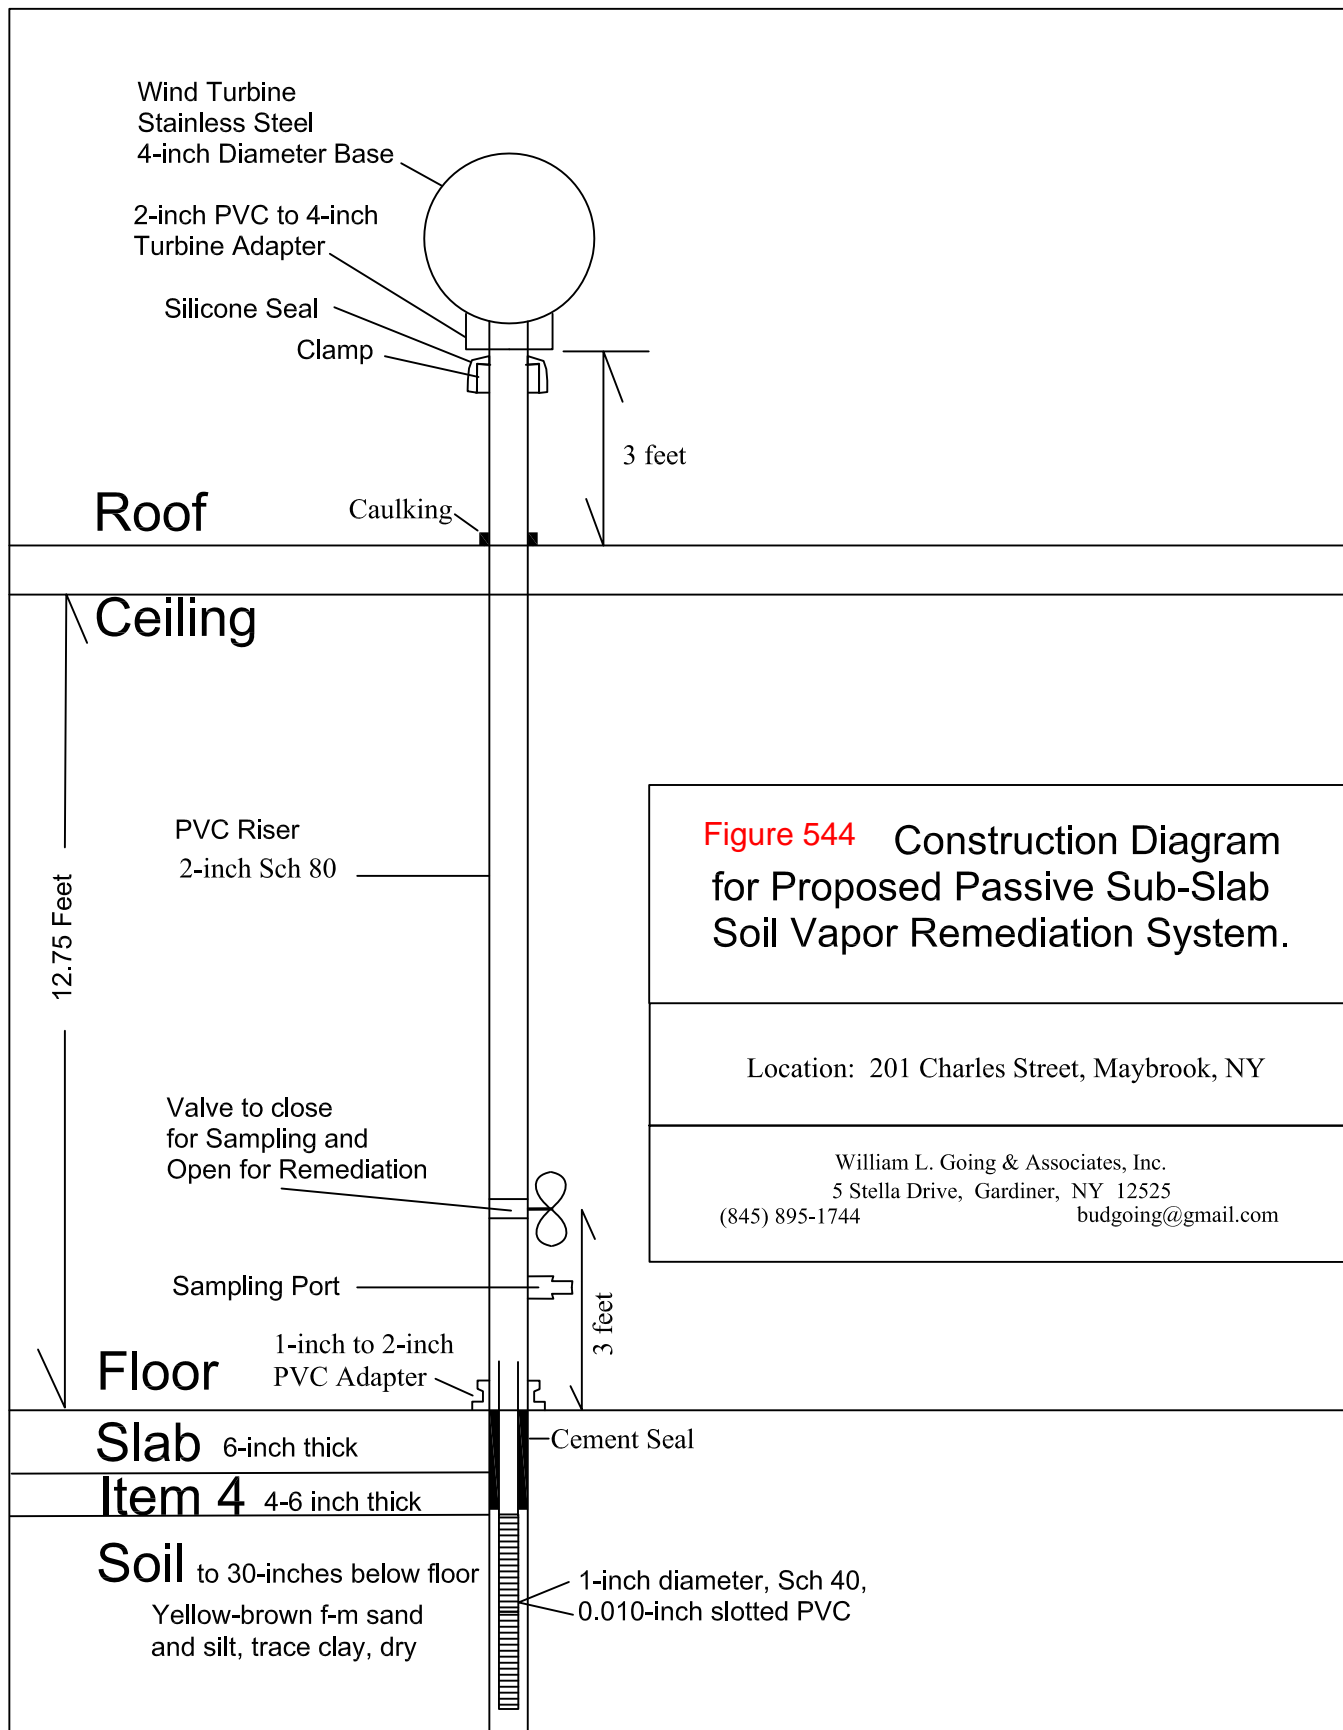 Wind Turbine
Stainless Steel
4-inch Diameter Base
2-inch PVC to 4-inch
Turbine Adapter
Silicone Seal
Clamp
3 feet
Roof
Caulking
Ceiling
12.75 Feet
PVC Riser
2-inch Sch 80
Figure 544 Construction Diagram
for Proposed Passive Sub-Slab
Soil Vapor Remediation System.
Location: 201 Charles Street, Maybrook, NY
William L. Going & Associates, Inc.
5 Stella Drive, Gardiner, NY 12525
(845) 895-1744 budgoing@gmail.com
Valve to close
for Sampling and
Open for Remediation
Sampling Port
3 feet
1-inch to 2-inch
PVC Adapter
Floor
Slab 6-inch thick
Cement Seal
Item 4 4-6 inch thick
Soil to 30-inches below floor
Yellow-brown f-m sand
and silt, trace clay, dry
1-inch diameter, Sch 40,
0.010-inch slotted PVC